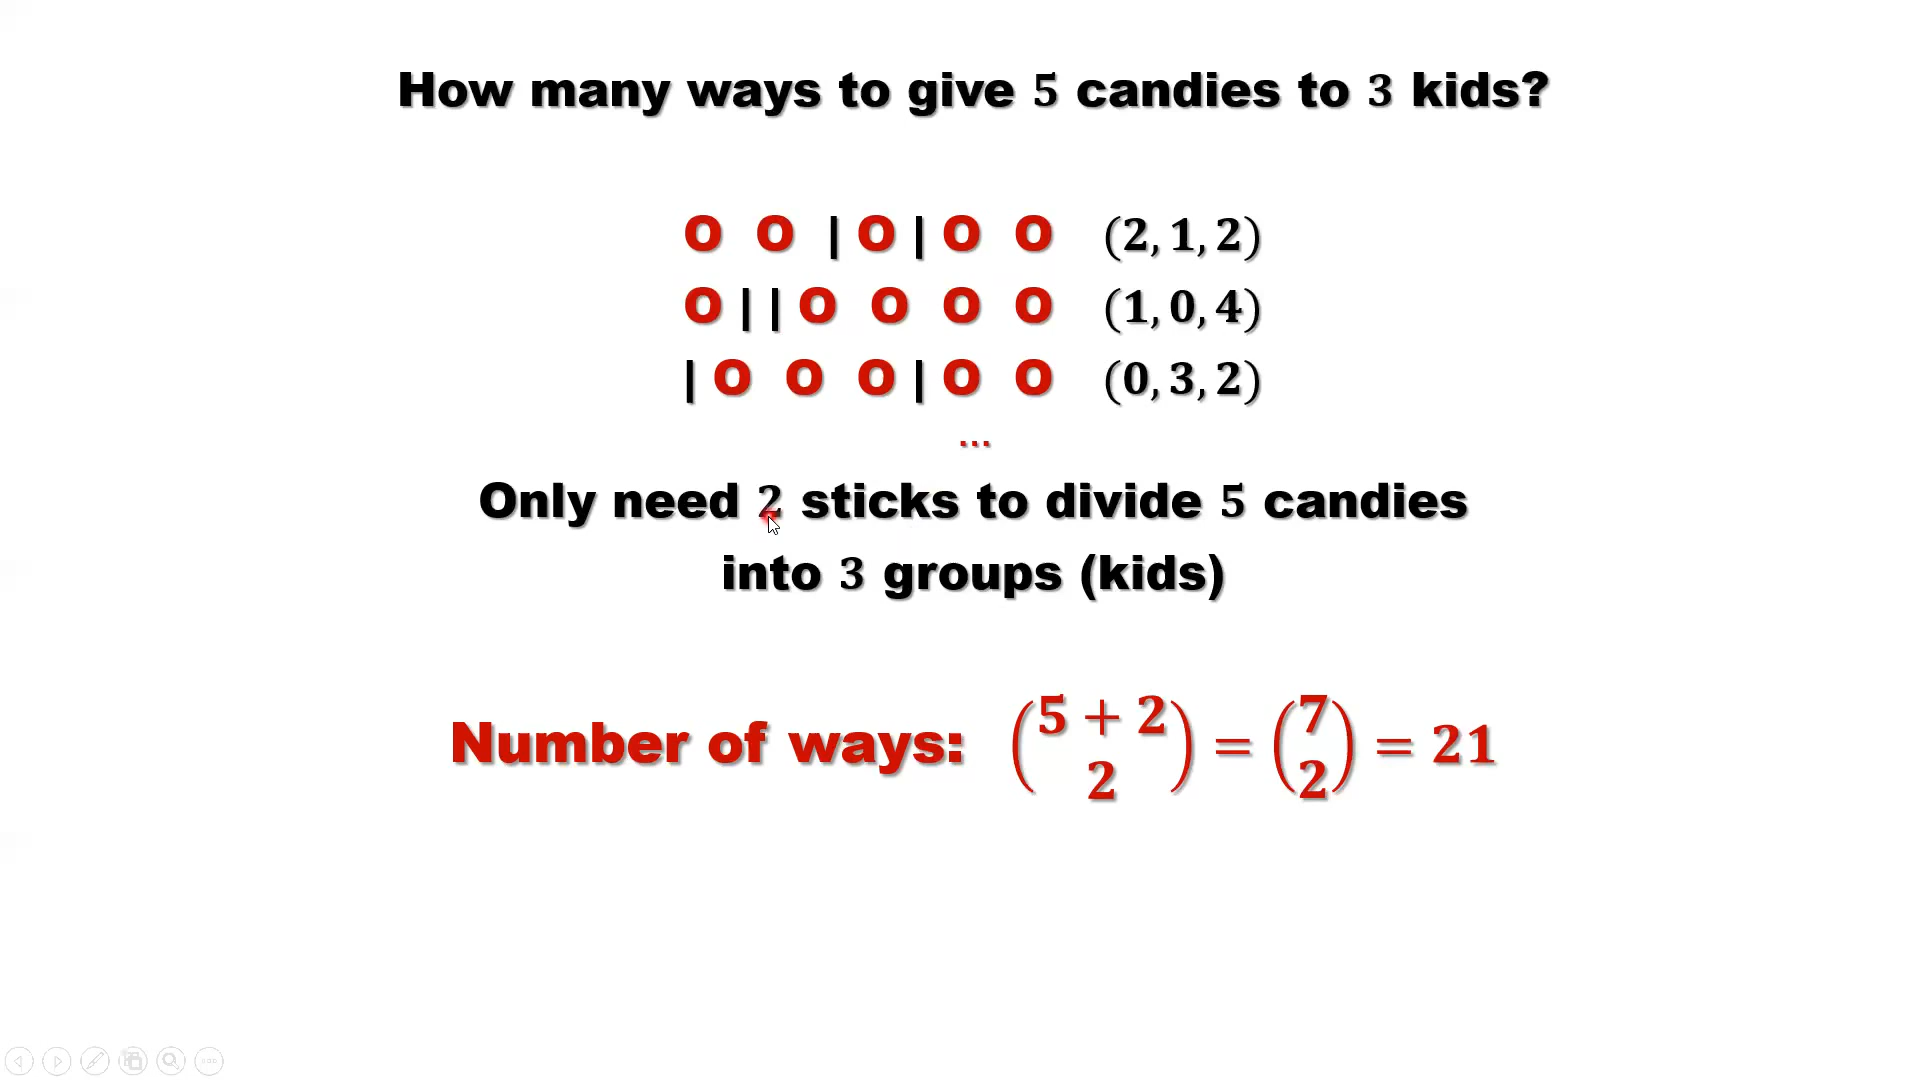 How many ways to give 5 candies to 3 kids?
O O | O | O O (2, 1, 2)
O | | O O O O (1, 0, 4)
| O O O | O O (0, 3, 2)
...
Only need 2 sticks to divide 5 candies
into 3 groups (kids)
Number of ways: (5 + 2 2) = (7 2) = 21